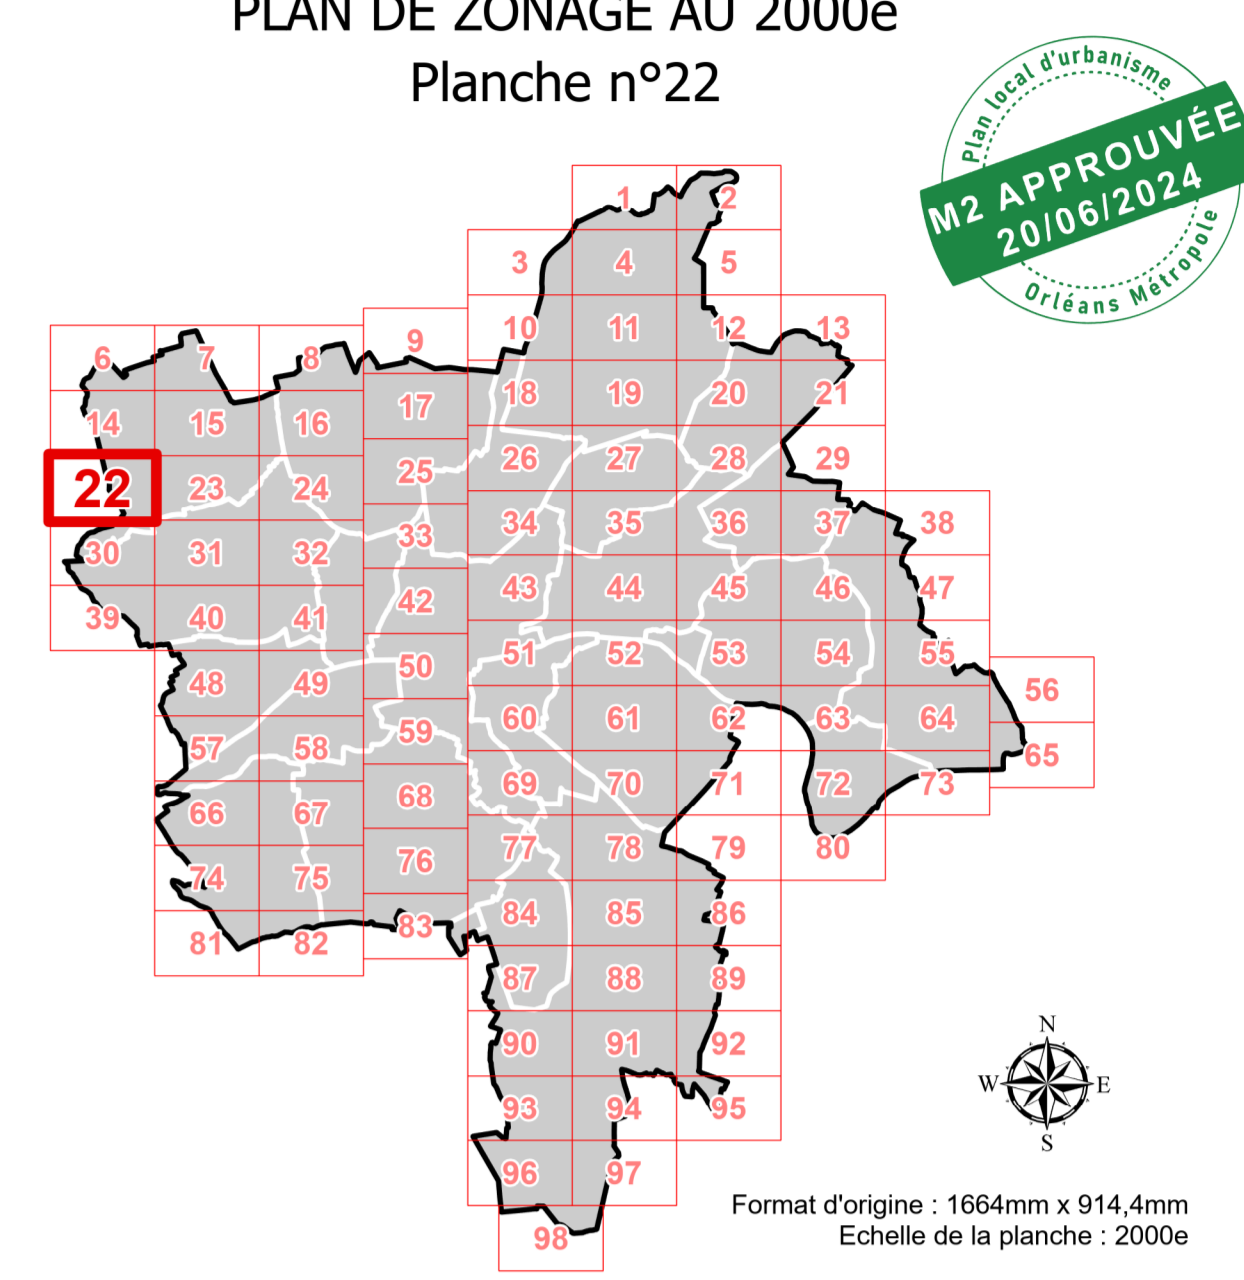 PLAN DE ZONAGE AU 2000e
Planche n°22
Plan local d'urbanisme
M2 APPROUVÉE
20/06/2024
Orléans Métropole
1 2
3 4 5
10 11 12 13
6 7 8 9
18 19 20 21
14 15 16 17
26 27 28 29
22 23 24 25
34 35 36 37 38
30 31 32 33
43 44 45 46 47
39 40 41 42
51 52 53 54 55
48 49 50 56
60 61 62 63 64
57 58 59 65
69 70 71 72 73
66 67 68
77 78 79 80
74 75 76
84 85 86
81 82 83
87 88 89
90 91 92
93 94 95
96 97
98
N
W E
S
Format d'origine : 1664mm x 914,4mm
Echelle de la planche : 2000e